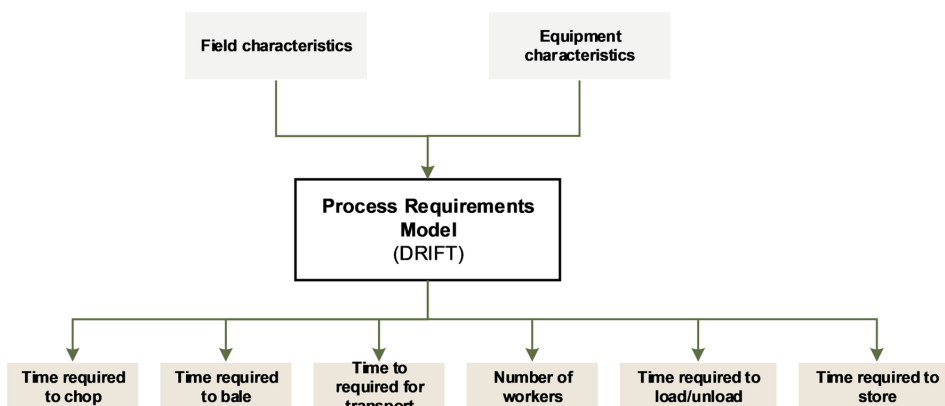 Field characteristics
Equipment
characteristics
Process Requirements
Model
(DRIFT)
Time required
to chop
Time required
to bale
Time to
required for
transport
Number of
workers
Time required to
load/unload
Time required to
store